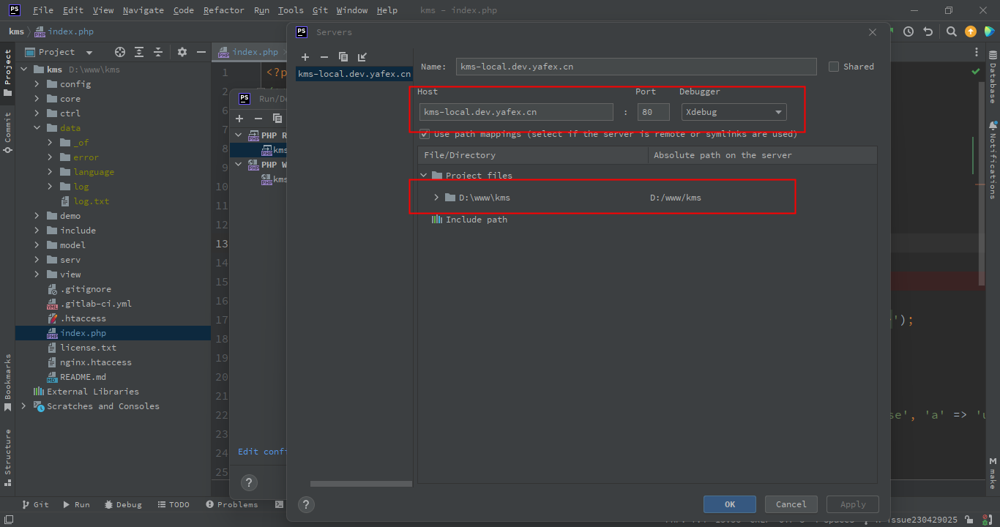 PS File Edit View Navigate Code Refactor Run Tools Git Window Help kms – index.php
kms index.php
Project
index.php
Project
Commit
Bookmarks
Structure
kms D:\www\kms
config
core
ctrl
data
_of
error
language
log
log.txt
demo
include
model
serv
view
.gitignore
.gitlab-ci.yml
.htaccess
index.php
license.txt
nginx.htaccess
README.md
External Libraries
Scratches and Consoles
1
2
6
7
8
9
10
11
12
13
14
15
16
17
18
19
20
21
22
23
24
25
<?p
PS Run/De
PHP R
kms
PHP W
kms
Edit confi
?
PS Servers
kms-local.dev.yafex.cn
Name: kms-local.dev.yafex.cn Shared
Host Port Debugger
kms-local.dev.yafex.cn : 80 Xdebug
Use path mappings (select if the server is remote or symlinks are used)
File/Directory Absolute path on the server
Project files
D:\www\kms D:/www/kms
Include path
?
OK Cancel Apply
');
se', 'a' => 'u
Database
Notifications
M make
Git Run Debug TODO Problems
issue230429025